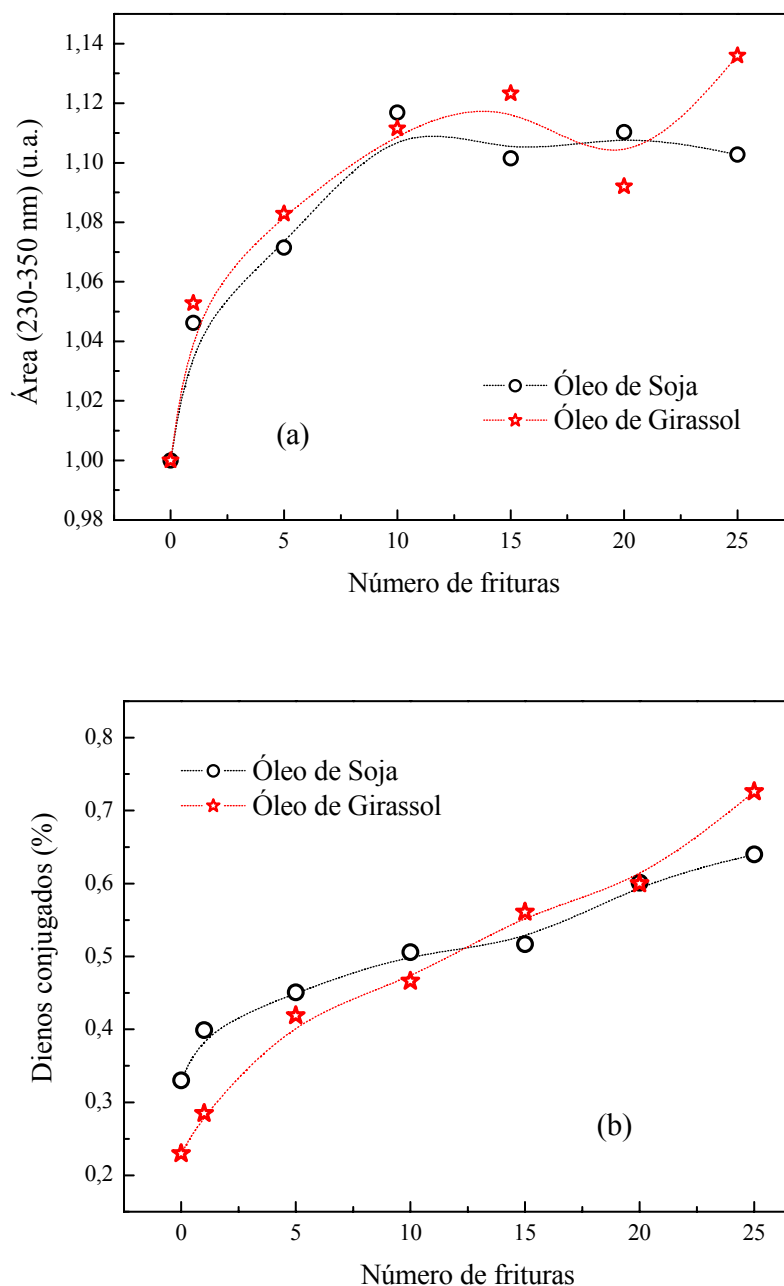 1,14
1,12
1,10
1,08
1,06
1,04
1,02
1,00
0,98
Área (230-350 nm) (u.a.)
Óleo de Soja
Óleo de Girassol
(a)
0 5 10 15 20 25
Número de frituras
0,8
0,7
0,6
0,5
0,4
0,3
0,2
Dienos conjugados (%)
Óleo de Soja
Óleo de Girassol
(b)
0 5 10 15 20 25
Número de frituras